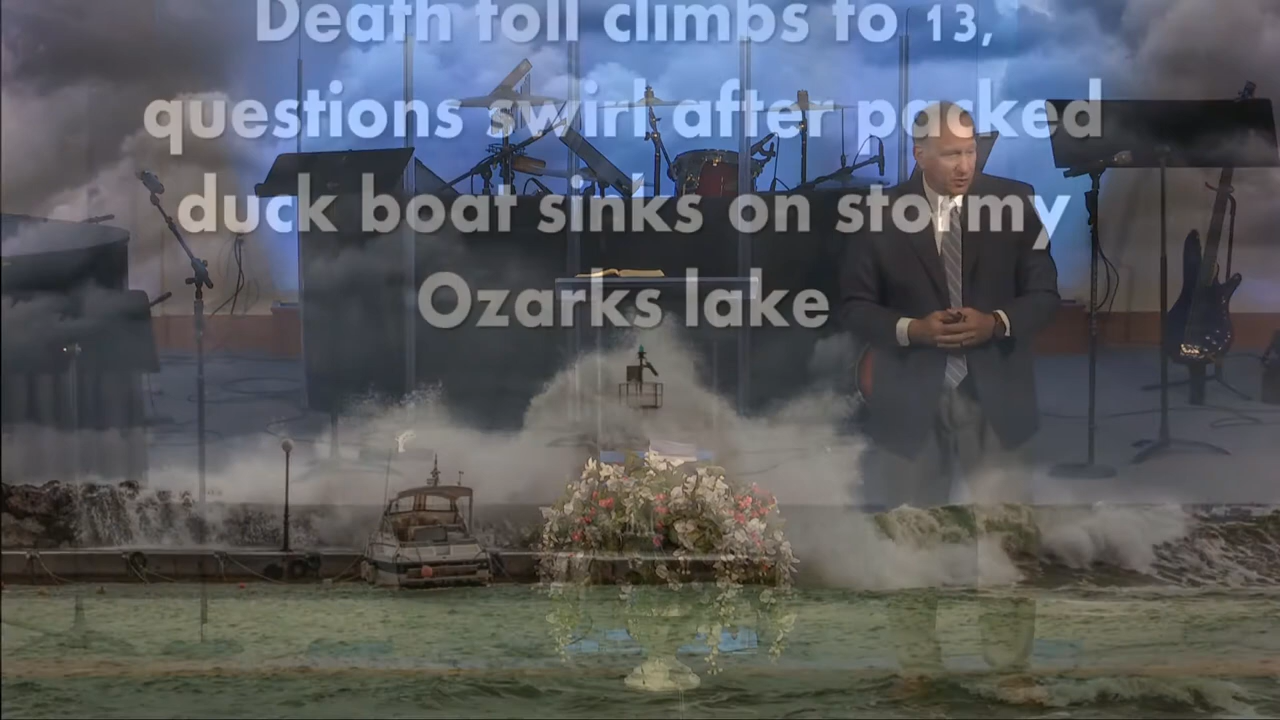 Death toll climbs to 13,
questions swirl after packed
duck boat sinks on stormy
Ozarks lake